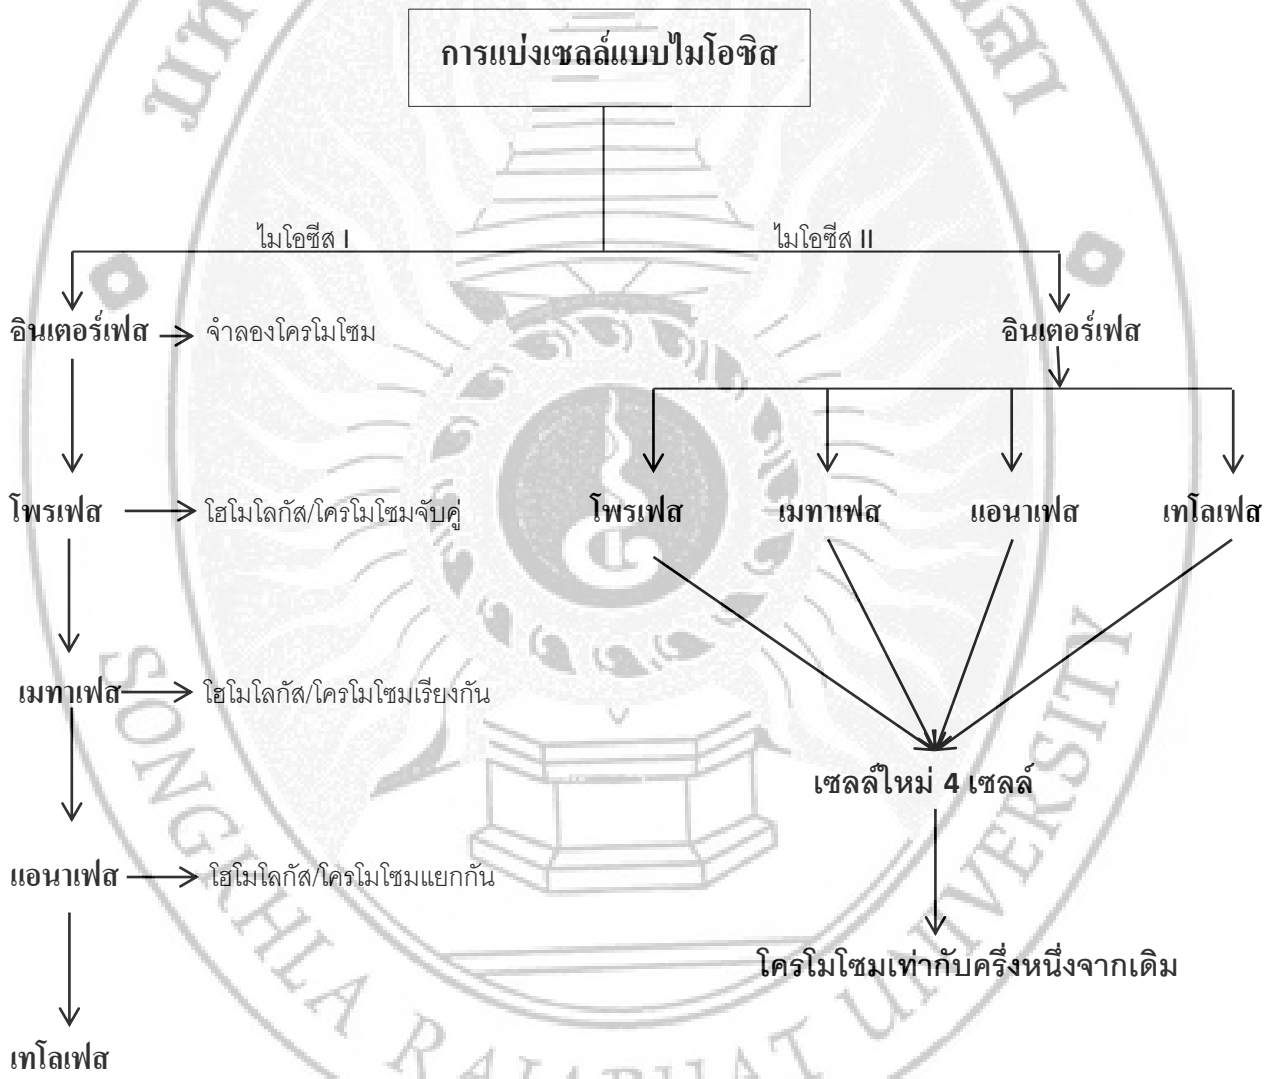 การแบ่งเซลล์แบบไมโอซิส
ไมโอซีส I
ไมโอซีส II
อินเตอร์เฟส
จำลองโครโมโซม
อินเตอร์เฟส
โพรเฟส
โฮโมโลกัส/โครโมโซมจับคู่
โพรเฟส
เมทาเฟส
แอนาเฟส
เทโลเฟส
เมทาเฟส
โฮโมโลกัส/โครโมโซมเรียงกัน
เซลล์ใหม่ 4 เซลล์
แอนาเฟส
โฮโมโลกัส/โครโมโซมแยกกัน
โครโมโซมเท่ากับครึ่งหนึ่งจากเดิม
เทโลเฟส
SONGKHLA RAJABHAT UNIVERSITY